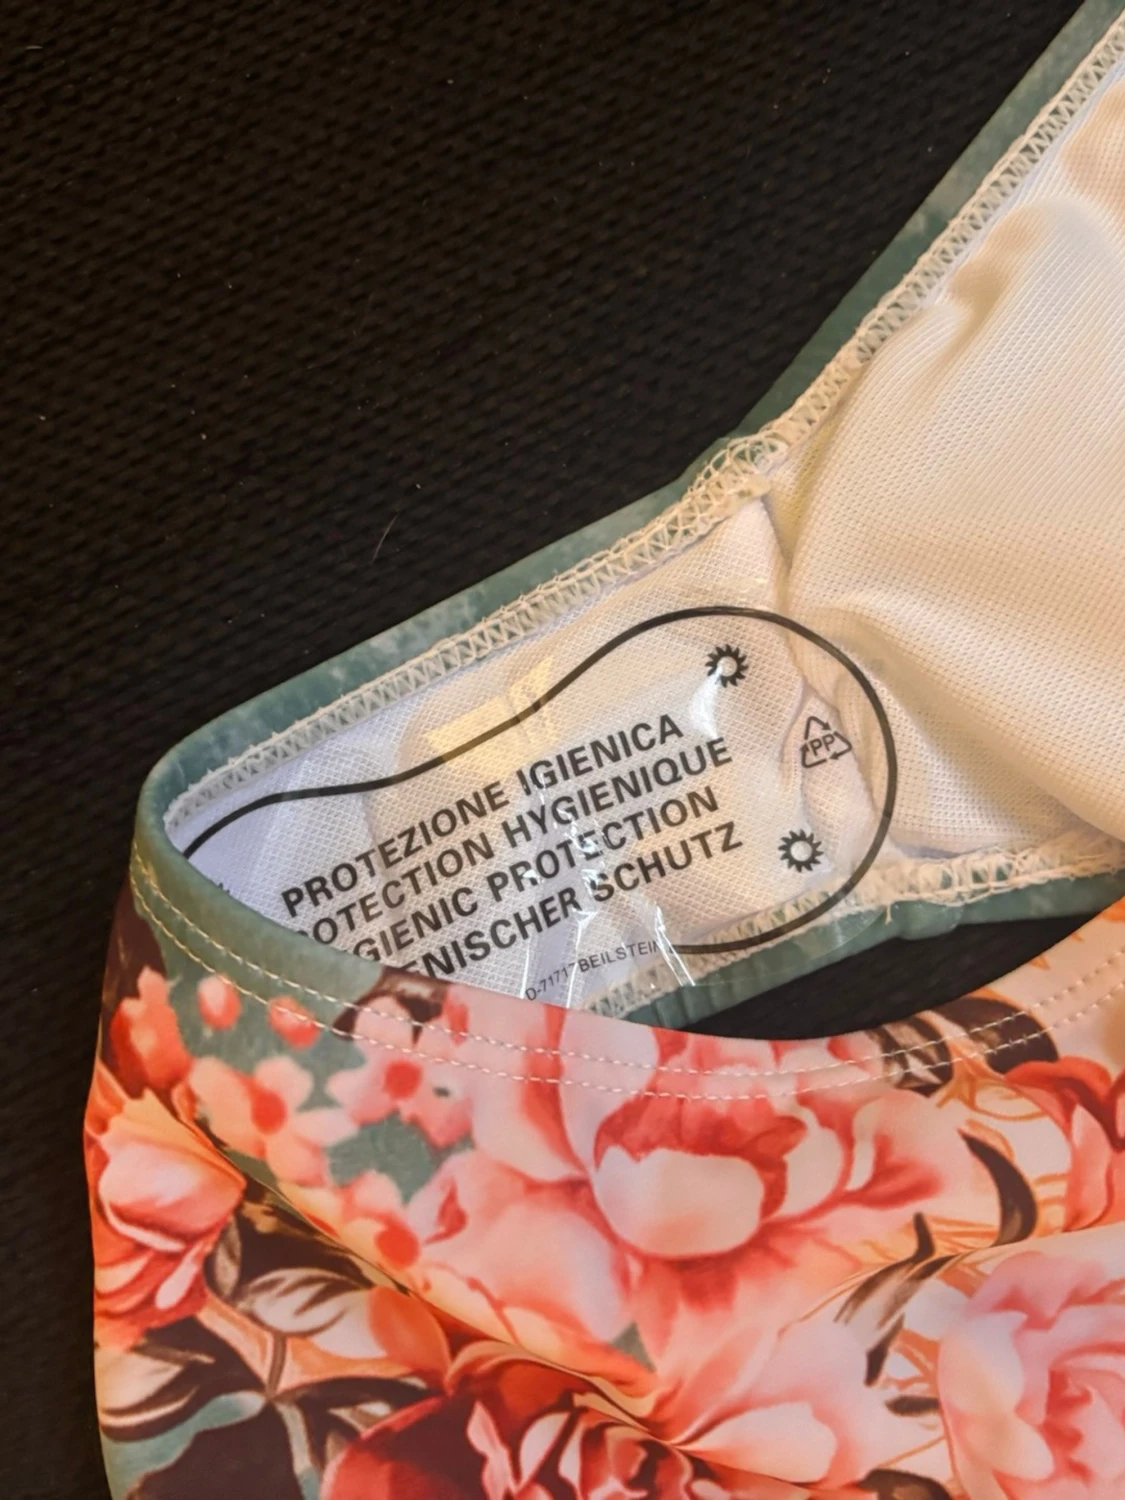 PROTEZIONE IGIENICA
OTECTION HYGIENIQUE
GIENIC PROTECTION
ENISCHER SCHUTZ
D-71717 BEILSTEIN
PP